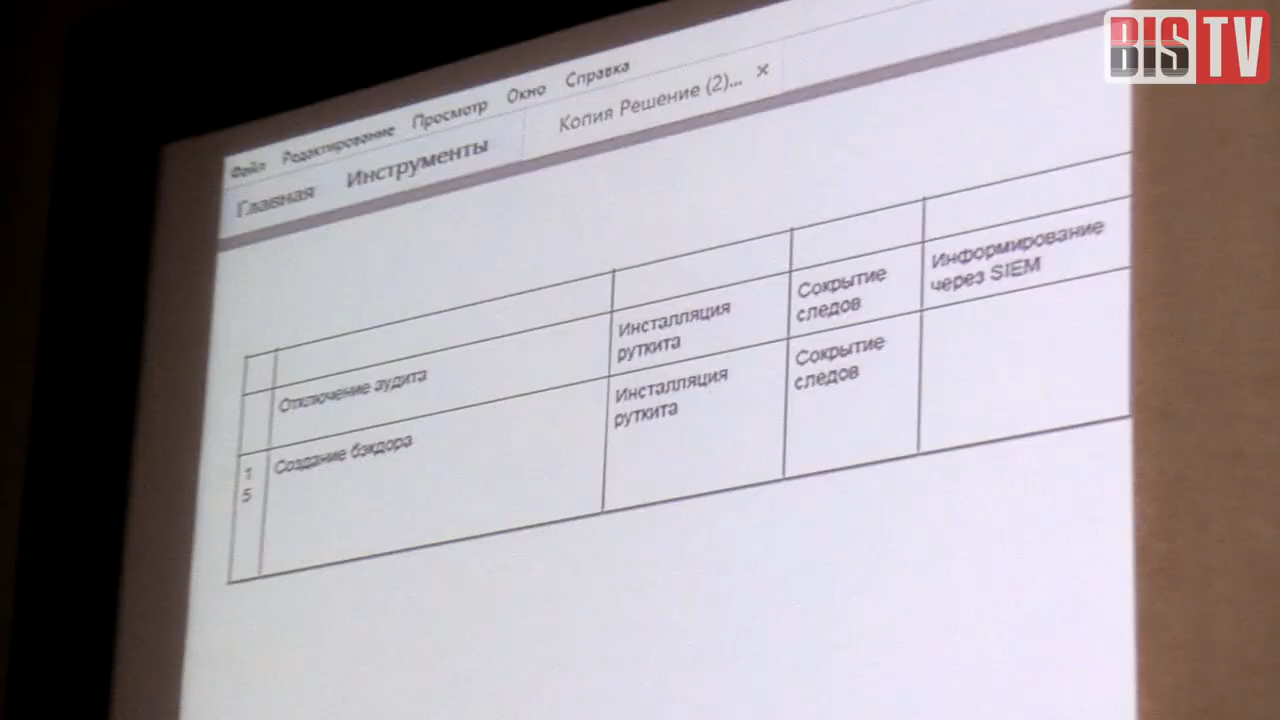 BISTV
Файл Редактирование Просмотр Окно Справка
Главная Инструменты Копия Решение (2)... ×
Отключение аудита
Инсталляция
руткита
Сокрытие
следов
Информирование
через SIEM
1
5
Создание бэкдора
Инсталляция
руткита
Сокрытие
следов